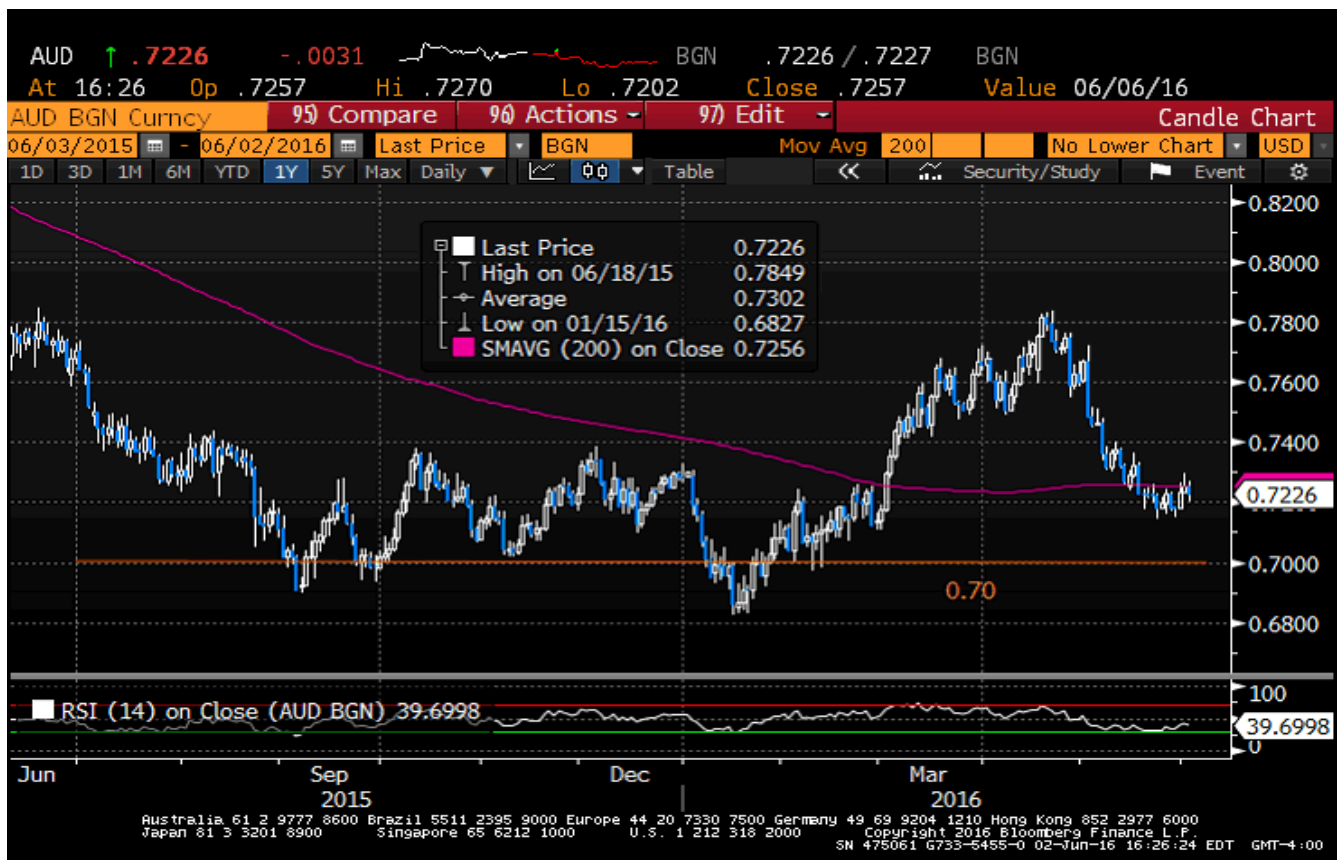 AUD ↑ .7226 -.0031 BGN .7226 / .7227 BGN
At 16:26 Op .7257 Hi .7270 Lo .7202 Close .7257 Value 06/06/16
AUD BGN Curncy 95) Compare 96) Actions 97) Edit Candle Chart
06/03/2015 - 06/02/2016 Last Price BGN Mov Avg 200 No Lower Chart USD
1D 3D 1M 6M YTD 1Y 5Y Max Daily ▼ Table « Security/Study Event
0.8200
Last Price 0.7226
0.8000
High on 06/18/15 0.7849
Average 0.7302
Low on 01/15/16 0.6827
0.7800
SMAVG (200) on Close 0.7256
0.7600
0.7400
0.7226
0.7000
0.70
0.6800
100
RSI (14) on Close (AUD BGN) 39.6998
39.6998
0
Jun Sep Dec Mar
2015 2016
Australia 61 2 9777 8600 Brazil 5511 2395 9000 Europe 44 20 7330 7500 Germany 49 69 9204 1210 Hong Kong 852 2977 6000
Japan 81 3 3201 8900 Singapore 65 6212 1000 U.S. 1 212 318 2000 Copyright 2016 Bloomberg Finance L.P.
SN 475061 G733-5455-0 02-Jun-16 16:26:24 EDT GMT-4:00